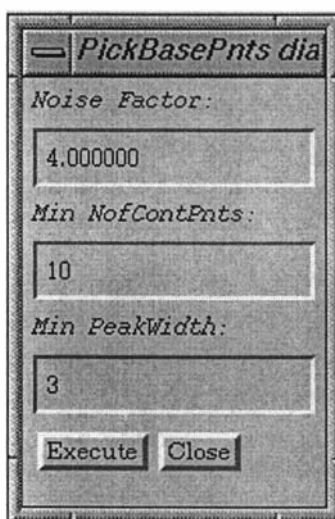 PickBasePnts dia
Noise Factor:
4.000000
Min NofContPnts:
10
Min PeakWidth:
3
Execute Close